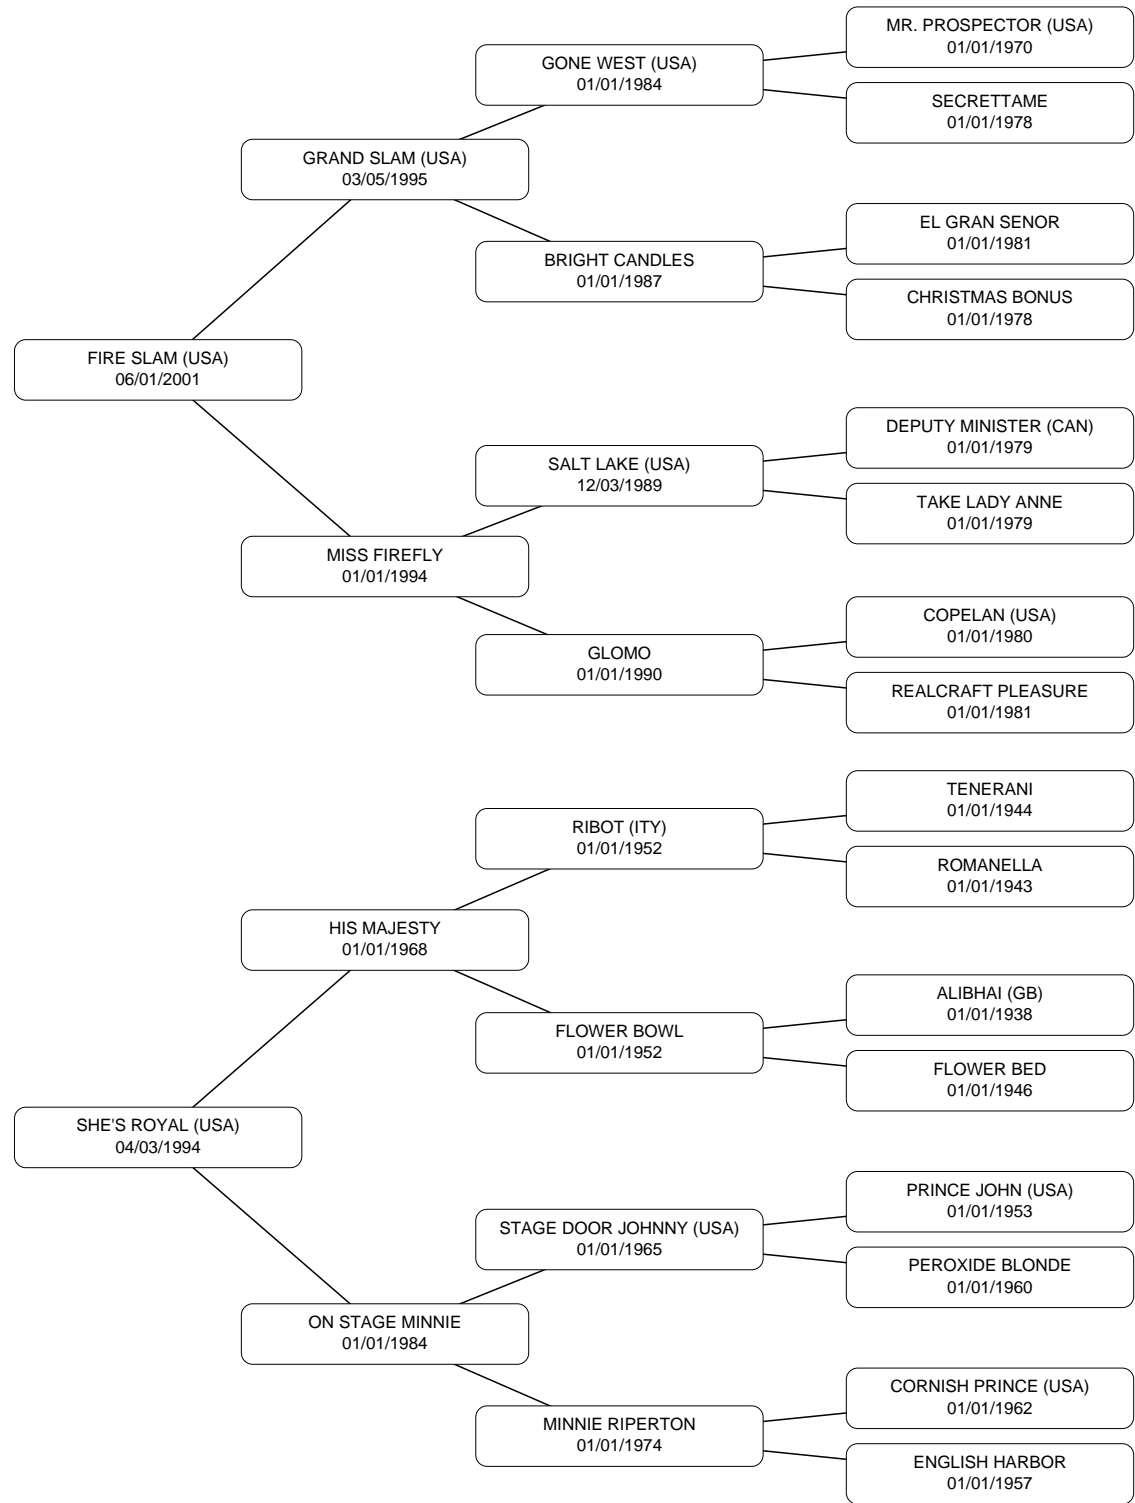 MR. PROSPECTOR (USA)
01/01/1970
GONE WEST (USA)
01/01/1984
SECRETTAME
01/01/1978
GRAND SLAM (USA)
03/05/1995
EL GRAN SENOR
01/01/1981
BRIGHT CANDLES
01/01/1987
CHRISTMAS BONUS
01/01/1978
FIRE SLAM (USA)
06/01/2001
DEPUTY MINISTER (CAN)
01/01/1979
SALT LAKE (USA)
12/03/1989
TAKE LADY ANNE
01/01/1979
MISS FIREFLY
01/01/1994
COPELAN (USA)
01/01/1980
GLOMO
01/01/1990
REALCRAFT PLEASURE
01/01/1981
TENERANI
01/01/1944
RIBOT (ITY)
01/01/1952
ROMANELLA
01/01/1943
HIS MAJESTY
01/01/1968
ALIBHAI (GB)
01/01/1938
FLOWER BOWL
01/01/1952
FLOWER BED
01/01/1946
SHE'S ROYAL (USA)
04/03/1994
PRINCE JOHN (USA)
01/01/1953
STAGE DOOR JOHNNY (USA)
01/01/1965
PEROXIDE BLONDE
01/01/1960
ON STAGE MINNIE
01/01/1984
CORNISH PRINCE (USA)
01/01/1962
MINNIE RIPERTON
01/01/1974
ENGLISH HARBOR
01/01/1957